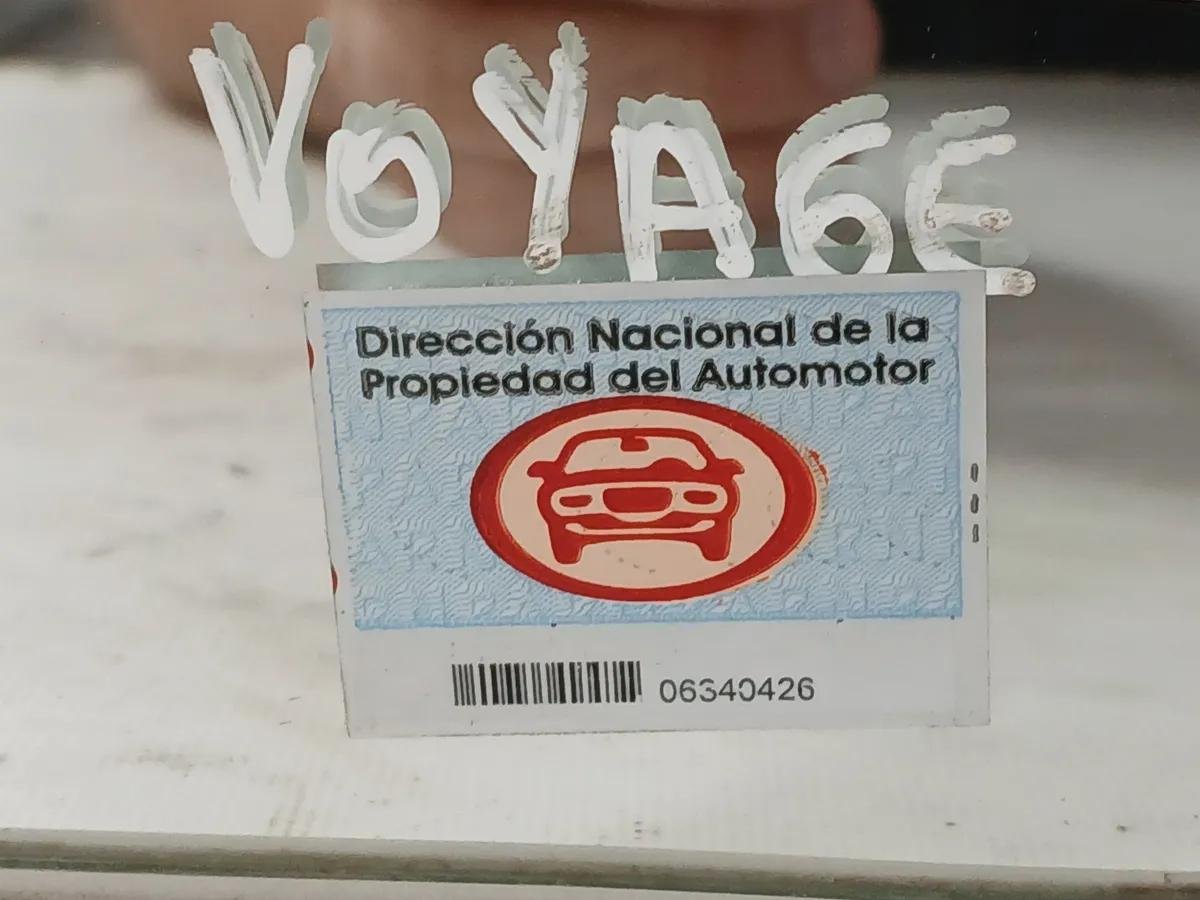 VOYAGE
Dirección Nacional de la
Propiedad del Automotor
06340426